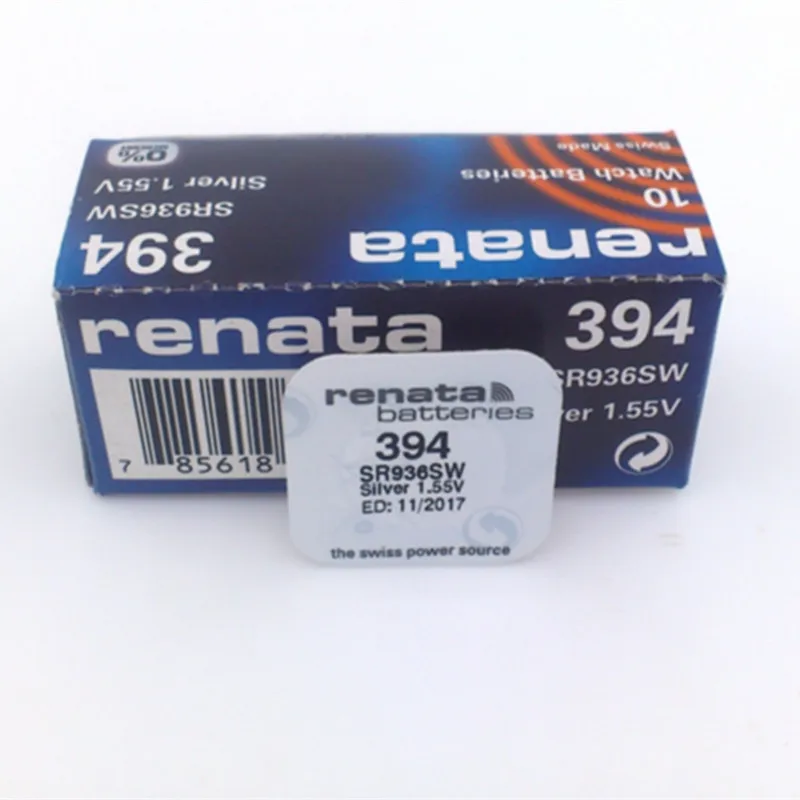 renata
10
Watch Batteries
Swiss Made
394
SR936SW
Silver 1.55V
0%
renata
394
SR936SW
er 1.55V
7 85618
renata
batteries
394
SR936SW
Silver 1.55V
ED: 11/2017
the swiss power source